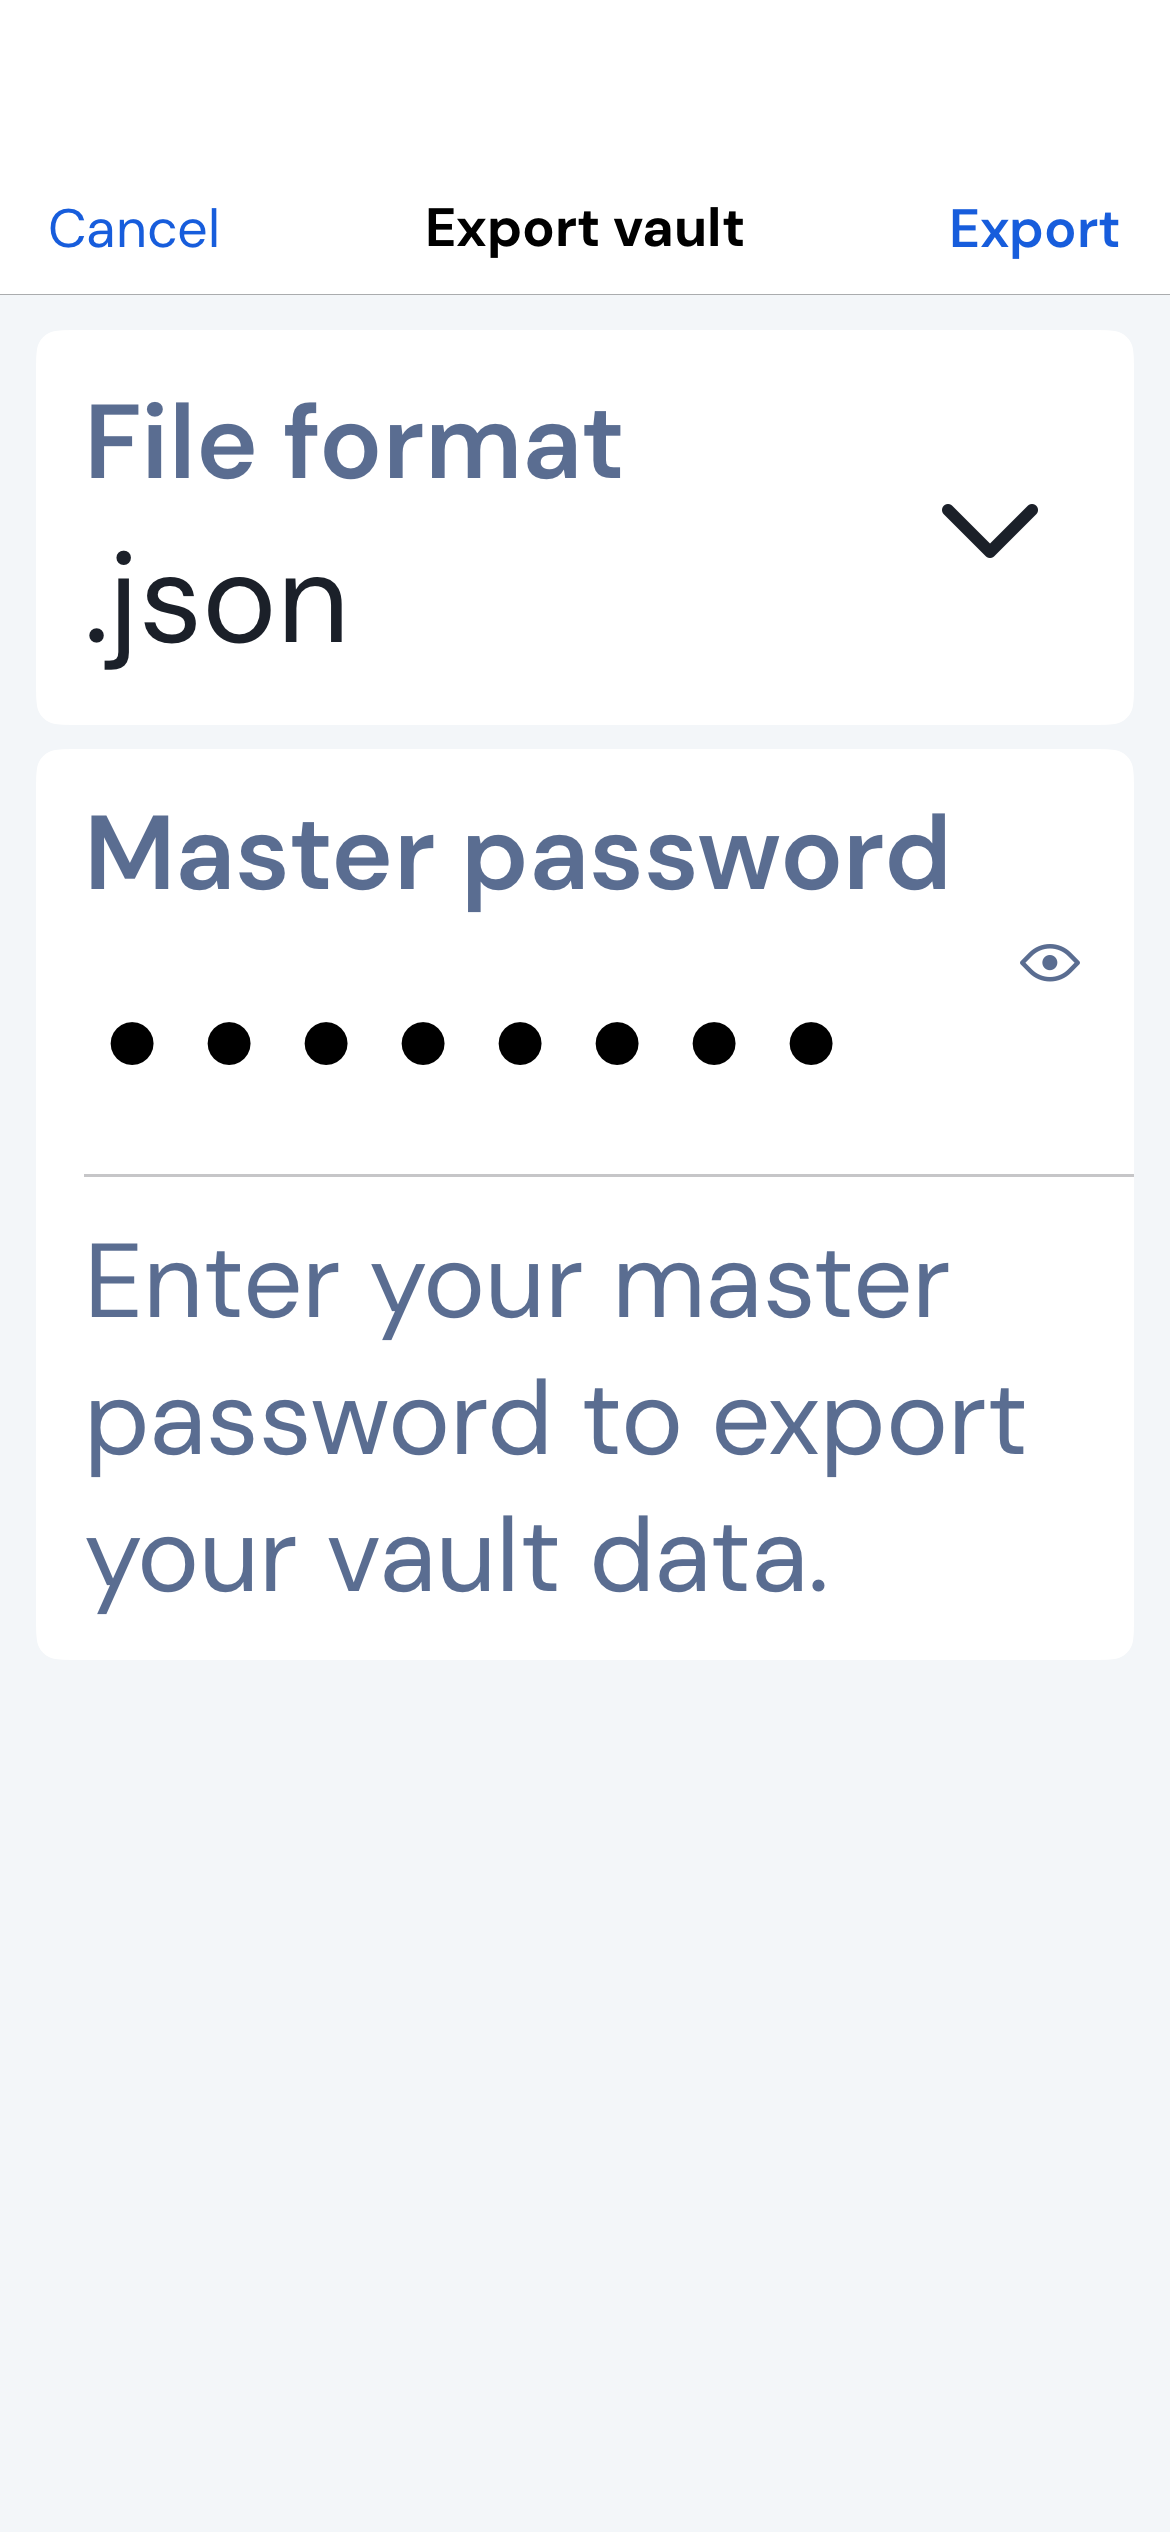 Cancel
Export vault
Export
File format
.json
Master password
••••••••
Enter your master
password to export
your vault data.